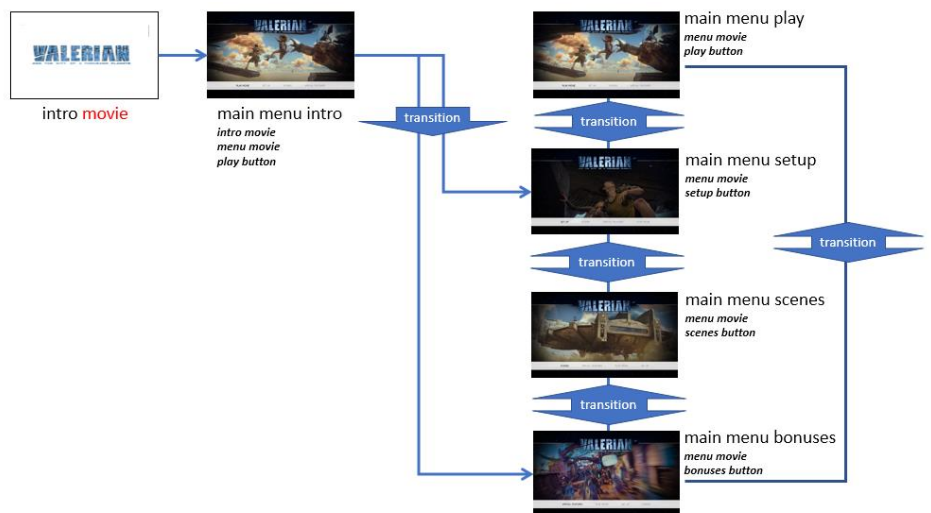 VALERIAN
intro movie
VALERIAN
main menu intro
intro movie
menu movie
play button
transition
VALERIAN
main menu play
menu movie
play button
transition
VALERIAN
main menu setup
menu movie
setup button
transition
transition
VALERIAN
main menu scenes
menu movie
scenes button
transition
VALERIAN
main menu bonuses
menu movie
bonuses button